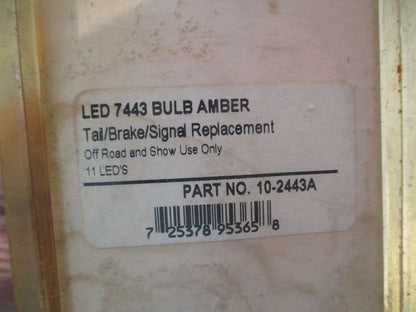 LED 7443 BULB AMBER
Tail/Brake/Signal Replacement
Off Road and Show Use Only
11 LED'S
PART NO. 10-2443A
7 25378 95365 8